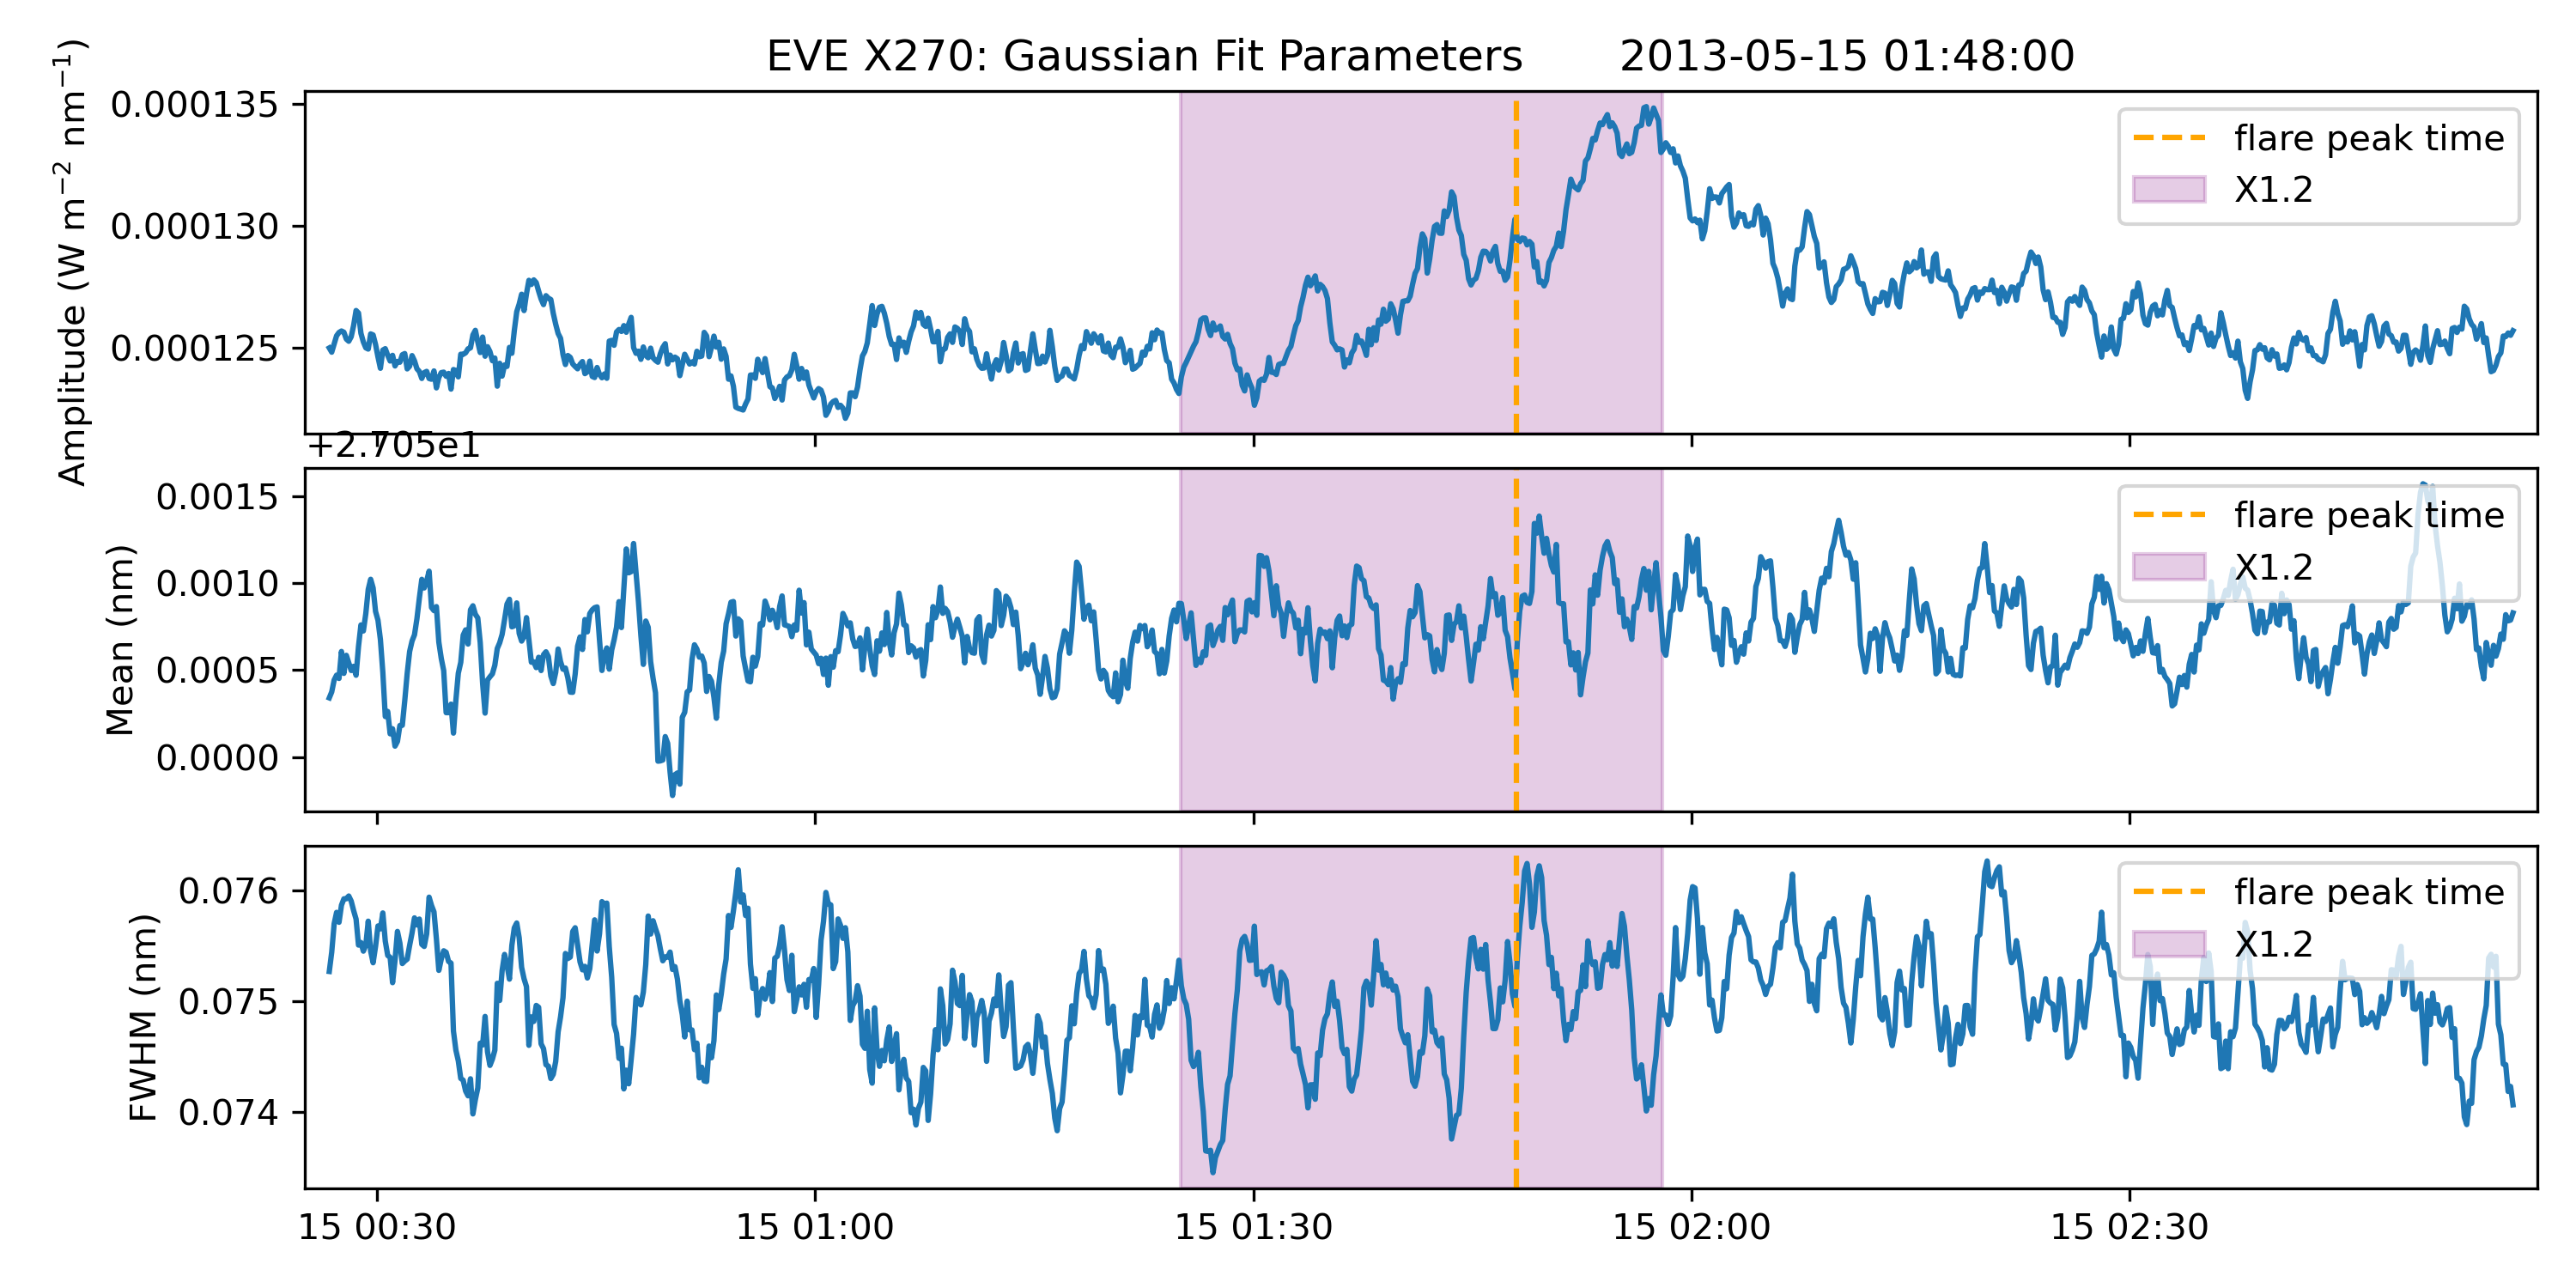 EVE X270: Gaussian Fit Parameters 2013-05-15 01:48:00
Amplitude (W m⁻² nm⁻¹)
0.000135
0.000130
0.000125
flare peak time
X1.2
+2.705e1
Mean (nm)
0.0015
0.0010
0.0005
0.0000
flare peak time
X1.2
FWHM (nm)
0.076
0.075
0.074
flare peak time
X1.2
15 00:30
15 01:00
15 01:30
15 02:00
15 02:30